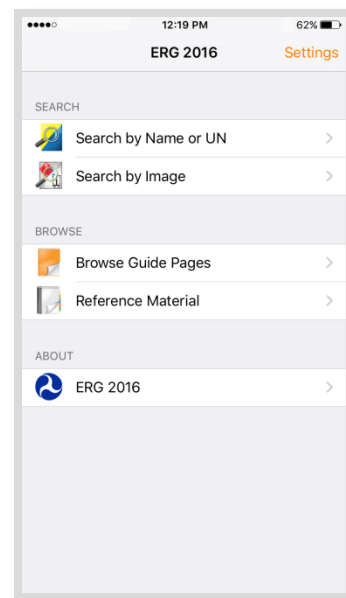 12:19 PM 62%
ERG 2016 Settings
SEARCH
Search by Name or UN
Search by Image
BROWSE
Browse Guide Pages
Reference Material
ABOUT
ERG 2016